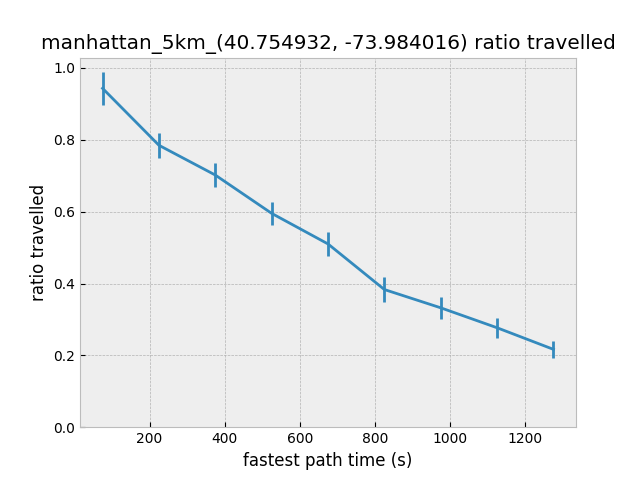 manhattan_5km_(40.754932, -73.984016) ratio travelled
1.0
0.8
0.6
0.4
0.2
0.0
ratio travelled
200 400 600 800 1000 1200
fastest path time (s)